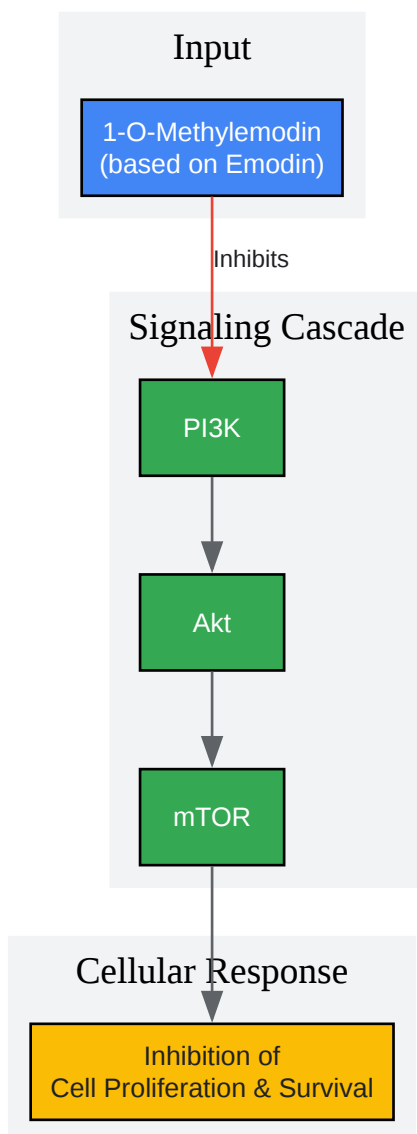 Input
1-O-Methylemodin
(based on Emodin)
Inhibits
Signaling Cascade
PI3K
Akt
mTOR
Cellular Response
Inhibition of
Cell Proliferation & Survival